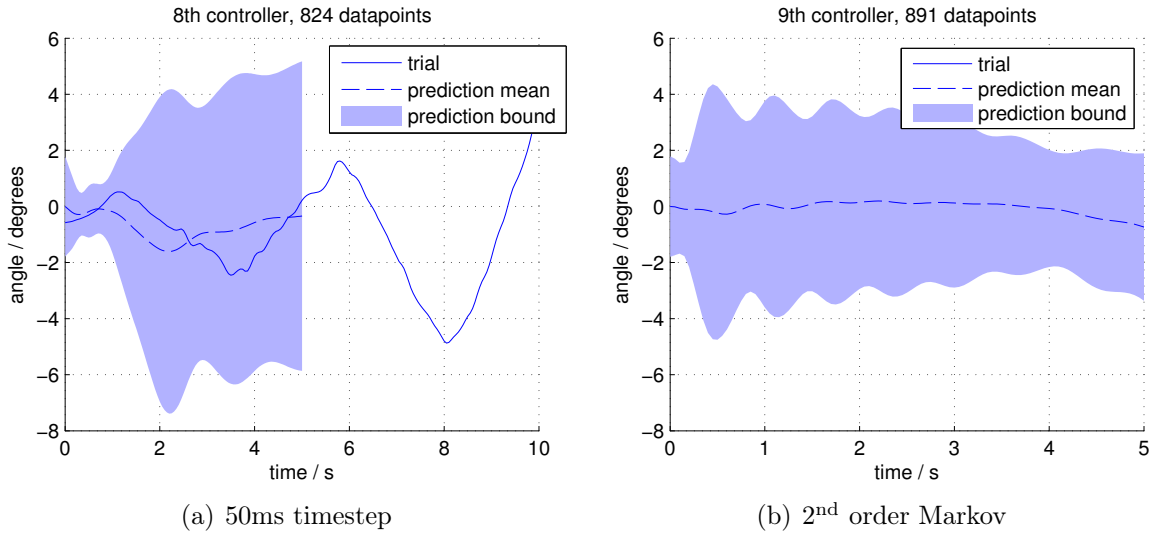 8th controller, 824 datapoints
6
4
2
0
−2
−4
−6
−8
0
2
4
6
8
10
angle / degrees
time / s
trial
prediction mean
prediction bound
(a) 50ms timestep
9th controller, 891 datapoints
6
4
2
0
−2
−4
−6
−8
0
1
2
3
4
5
angle / degrees
time / s
trial
prediction mean
prediction bound
(b) 2nd order Markov